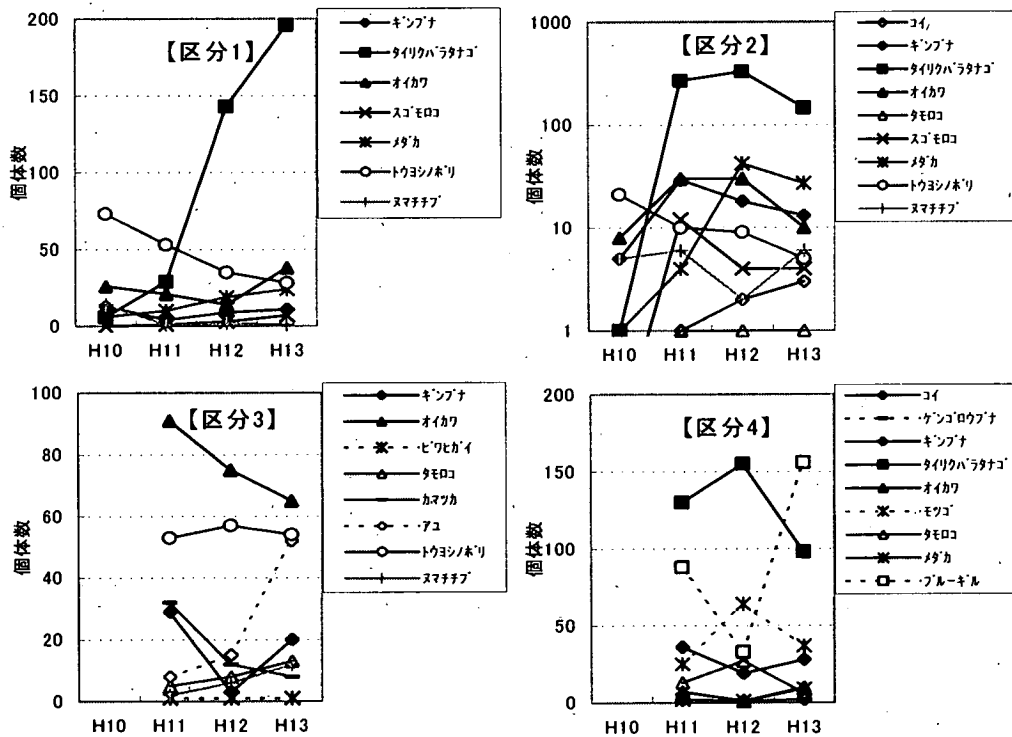 【区分1】
個体数
200
150
100
50
0
H10 H11 H12 H13
ｷﾞﾝﾌﾞﾅ
ﾀｲﾘｸﾊﾞﾗﾀﾅｺﾞ
ｵｲｶﾜ
ｽｺﾞﾓﾛｺ
ﾒﾀﾞｶ
ﾄｳﾖｼﾉﾎﾞﾘ
ﾇﾏﾁﾁﾌﾞ
【区分2】
個体数
1000
100
10
1
H10 H11 H12 H13
ｺｲ
ｷﾞﾝﾌﾞﾅ
ﾀｲﾘｸﾊﾞﾗﾀﾅｺﾞ
ｵｲｶﾜ
ﾀﾓﾛｺ
ｽｺﾞﾓﾛｺ
ﾒﾀﾞｶ
ﾄｳﾖｼﾉﾎﾞﾘ
ﾇﾏﾁﾁﾌﾞ
【区分3】
個体数
100
80
60
40
20
0
H10 H11 H12 H13
ｷﾞﾝﾌﾞﾅ
ｵｲｶﾜ
ﾋﾞﾜﾋｶﾞｲ
ﾀﾓﾛｺ
ｶﾏﾂｶ
ｱﾕ
ﾄｳﾖｼﾉﾎﾞﾘ
ﾇﾏﾁﾁﾌﾞ
【区分4】
個体数
200
150
100
50
0
H10 H11 H12 H13
ｺｲ
ｹﾞﾝｺﾞﾛｳﾌﾞﾅ
ｷﾞﾝﾌﾞﾅ
ﾀｲﾘｸﾊﾞﾗﾀﾅｺﾞ
ｵｲｶﾜ
ﾓﾂｺﾞ
ﾀﾓﾛｺ
ﾒﾀﾞｶ
ﾌﾞﾙｰｷﾞﾙ